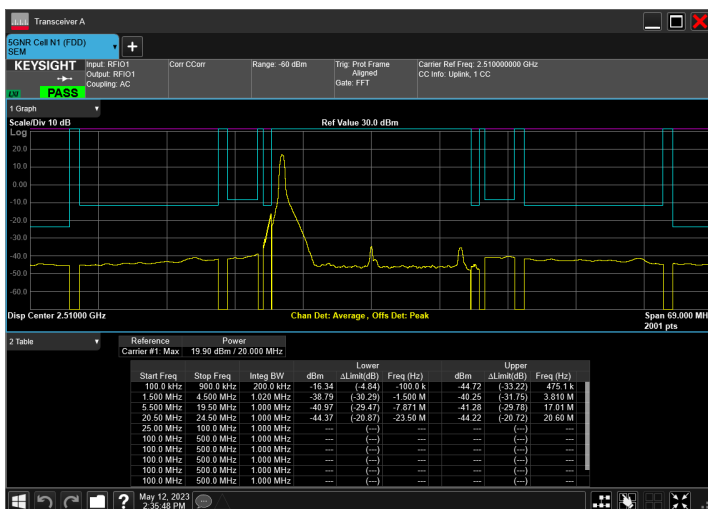 Transceiver A
5GNR Cell N1 (FDD)
SEM
KEYSIGHT
LXI
PASS
Input: RFIO1
Output: RFIO1
Coupling: AC
Corr CCorr
Range: -60 dBm
Trig: Prot Frame
Aligned
Gate: FFT
Carrier Ref Freq: 2.510000000 GHz
CC Info: Uplink, 1 CC
1 Graph
Scale/Div 10 dB
Ref Value 30.0 dBm
Log
20.0
10.0
0.00
-10.0
-20.0
-30.0
-40.0
-50.0
-60.0
Disp Center 2.51000 GHz
Chan Det: Average, Offs Det: Peak
Span 69.000 MH
2001 pts
2 Table
Reference Power
Carrier #1: Max 19.90 dBm / 20.000 MHz
Lower Upper
Start Freq Stop Freq Integ BW dBm ΔLimit(dB) Freq (Hz) dBm ΔLimit(dB) Freq (Hz)
100.0 kHz 900.0 kHz 200.0 kHz -16.34 (-4.84) -100.0 k -44.72 (-33.22) 475.1 k
1.500 MHz 4.500 MHz 1.020 MHz -38.79 (-30.29) -1.500 M -40.25 (-31.75) 3.810 M
5.500 MHz 19.50 MHz 1.000 MHz -40.97 (-29.47) -7.871 M -41.28 (-29.78) 17.01 M
20.50 MHz 24.50 MHz 1.000 MHz -44.37 (-20.87) -23.50 M -44.22 (-20.72) 20.60 M
25.00 MHz 100.0 MHz 1.000 MHz --- (---) --- --- (---) ---
100.0 MHz 500.0 MHz 1.000 MHz --- (---) --- --- (---) ---
100.0 MHz 500.0 MHz 1.000 MHz --- (---) --- --- (---) ---
100.0 MHz 500.0 MHz 1.000 MHz --- (---) --- --- (---) ---
100.0 MHz 500.0 MHz 1.000 MHz --- (---) --- --- (---) ---
100.0 MHz 500.0 MHz 1.000 MHz --- (---) --- --- (---) ---
May 12, 2023
2:35:48 PM